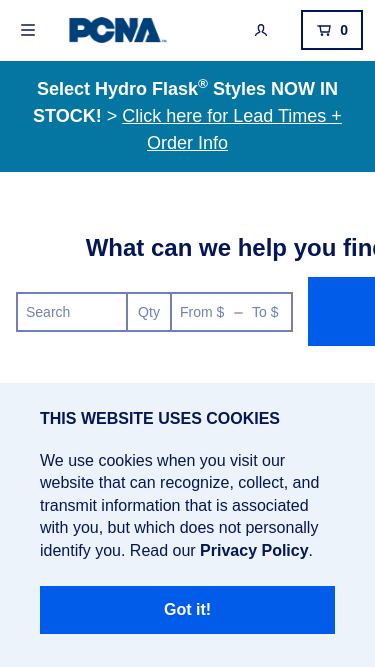 PCNA
0
Select Hydro Flask® Styles NOW IN
STOCK! > Click here for Lead Times +
Order Info
What can we help you find
Search Qty From $ – To $
THIS WEBSITE USES COOKIES
We use cookies when you visit our
website that can recognize, collect, and
transmit information that is associated
with you, but which does not personally
identify you. Read our Privacy Policy.
Got it!